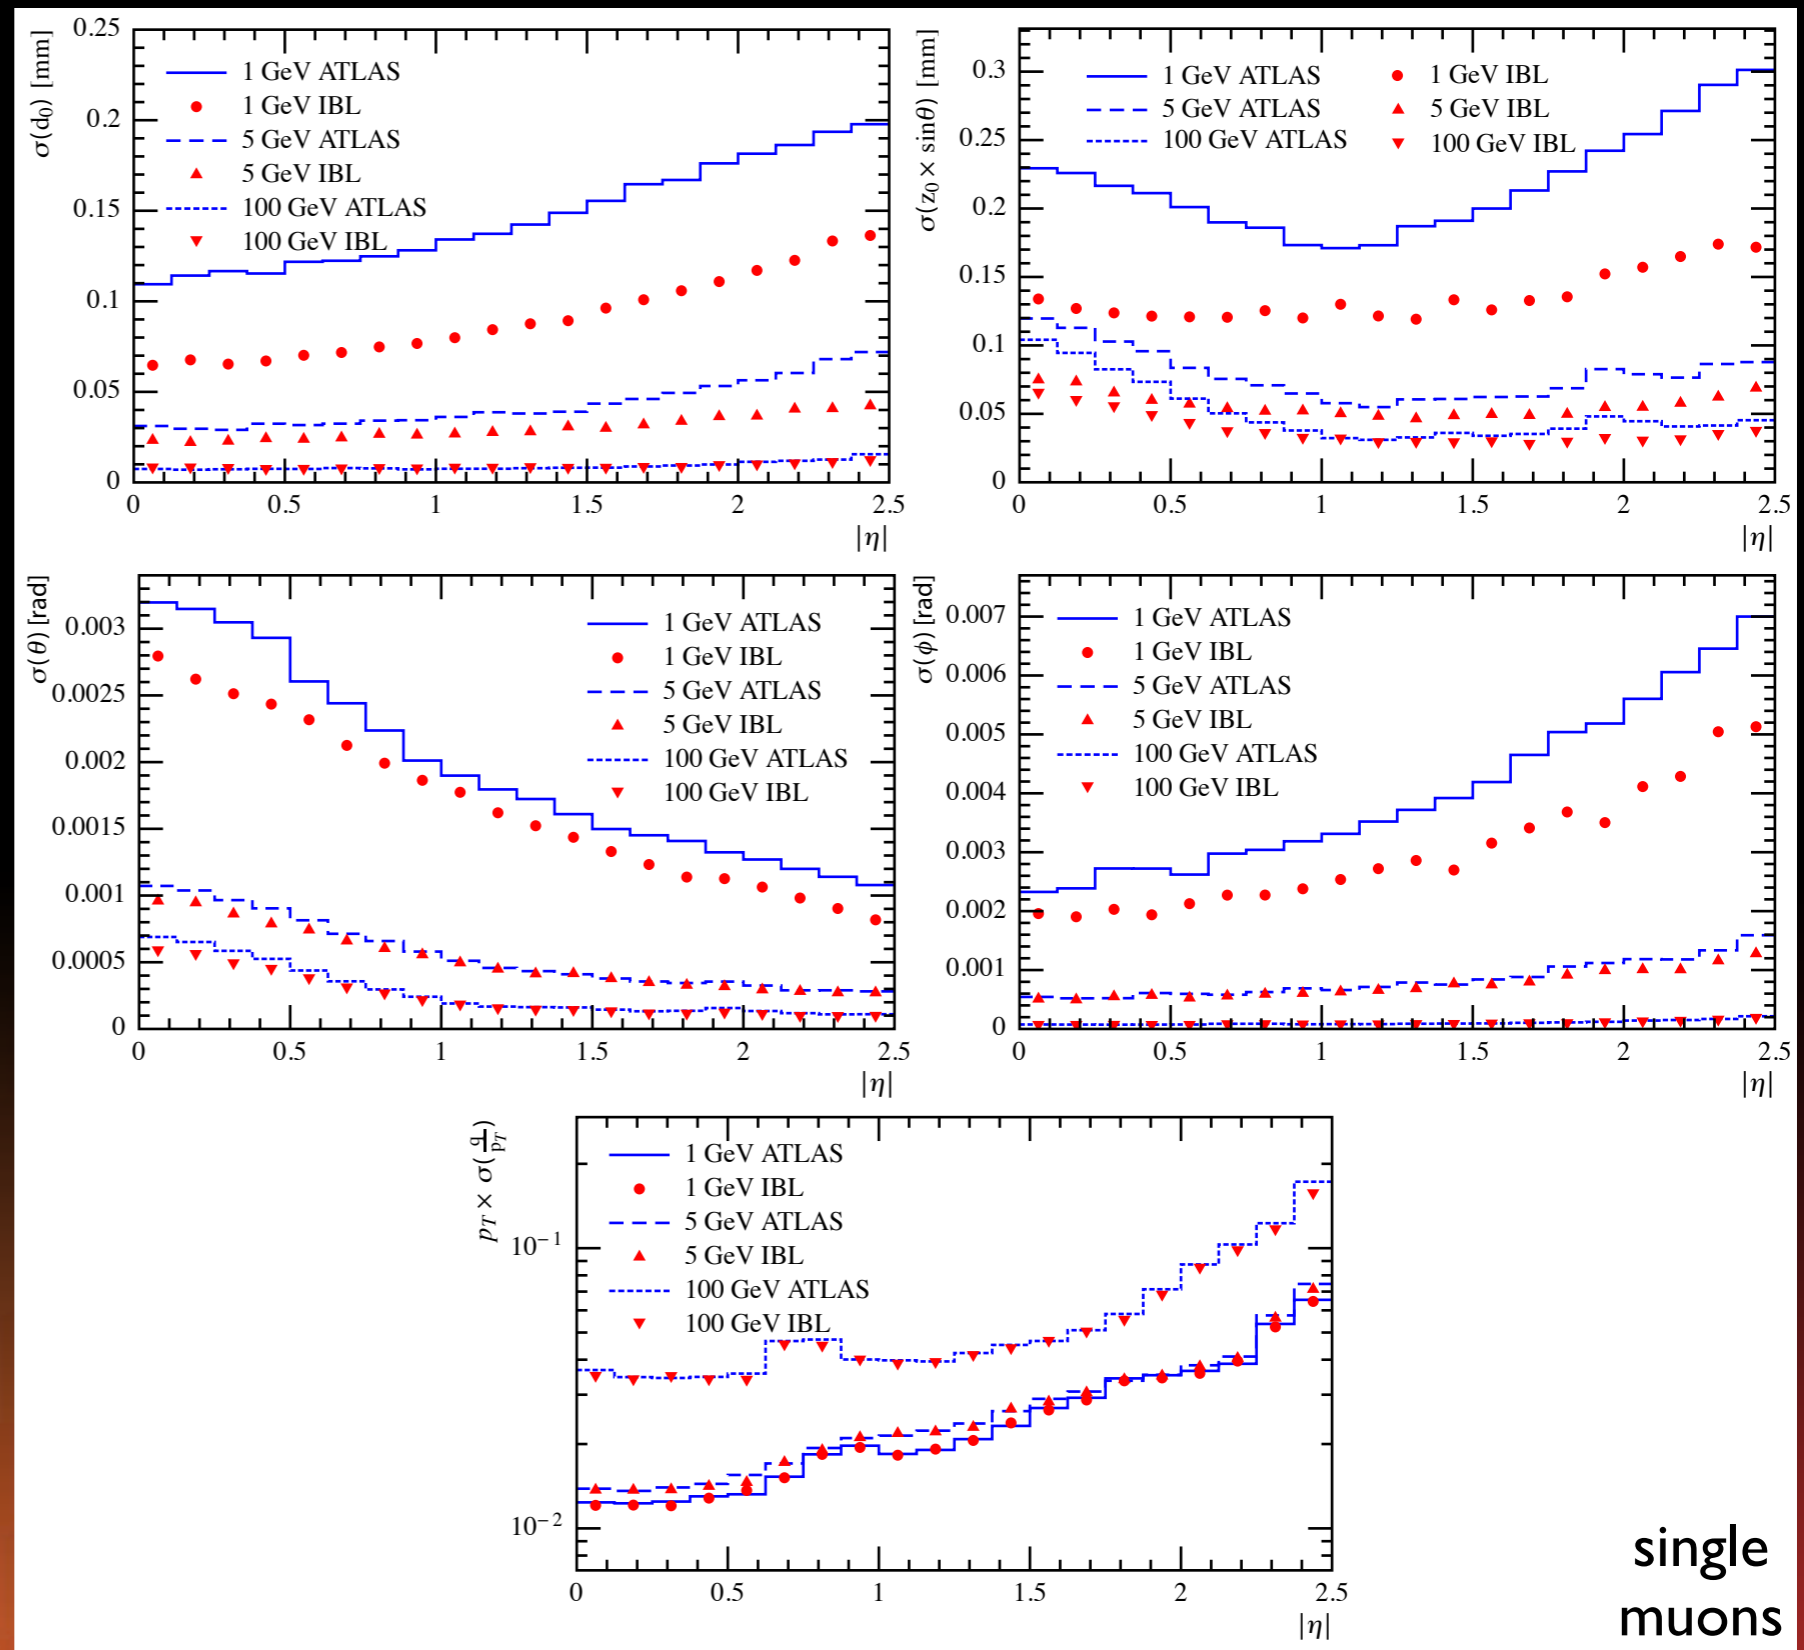 σ(d₀) [mm]
0.25
0.2
0.15
0.1
0.05
0
1 GeV ATLAS
1 GeV IBL
5 GeV ATLAS
5 GeV IBL
100 GeV ATLAS
100 GeV IBL
0 0.5 1 1.5 2 2.5
|η|
σ(z₀ × sinθ) [mm]
0.3
0.25
0.2
0.15
0.1
0.05
0
1 GeV ATLAS 1 GeV IBL
5 GeV ATLAS 5 GeV IBL
100 GeV ATLAS 100 GeV IBL
0 0.5 1 1.5 2 2.5
|η|
σ(θ) [rad]
0.003
0.0025
0.002
0.0015
0.001
0.0005
0
1 GeV ATLAS
1 GeV IBL
5 GeV ATLAS
5 GeV IBL
100 GeV ATLAS
100 GeV IBL
0 0.5 1 1.5 2 2.5
|η|
σ(ϕ) [rad]
0.007
0.006
0.005
0.004
0.003
0.002
0.001
0
1 GeV ATLAS
1 GeV IBL
5 GeV ATLAS
5 GeV IBL
100 GeV ATLAS
100 GeV IBL
0 0.5 1 1.5 2 2.5
|η|
p_T × σ(q/p_T)
10⁻¹
10⁻²
1 GeV ATLAS
1 GeV IBL
5 GeV ATLAS
5 GeV IBL
100 GeV ATLAS
100 GeV IBL
0 0.5 1 1.5 2 2.5
|η|
single
muons